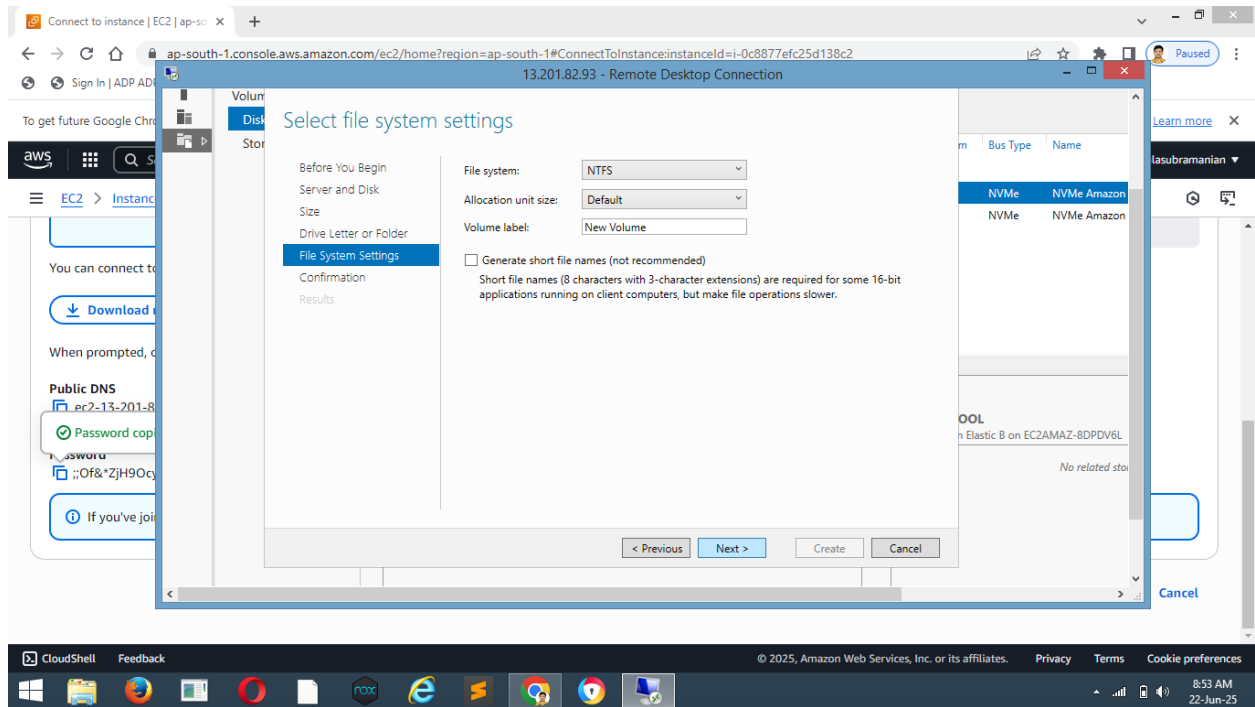 Connect to instance | EC2 | ap-so
ap-south-1.console.aws.amazon.com/ec2/home?region=ap-south-1#ConnectToInstance:instanceId=i-0c8877efc25d138c2
Paused
Sign In | ADP
13.201.82.93 - Remote Desktop Connection
To get future Google Chro
Learn more
aws
lasubramanian
EC2 > Instanc
Volum
Disk
Stor
Select file system settings
Before You Begin
Server and Disk
Size
Drive Letter or Folder
File System Settings
Confirmation
Results
File system: NTFS
Allocation unit size: Default
Volume label: New Volume
Generate short file names (not recommended)
Short file names (8 characters with 3-character extensions) are required for some 16-bit
applications running on client computers, but make file operations slower.
m Bus Type Name
NVMe NVMe Amazon
NVMe NVMe Amazon
OOL
n Elastic B on EC2AMAZ-8DPDV6L
No related sto
< Previous Next > Create Cancel
You can connect to
Download
When prompted,
Public DNS
ec2-13-201-8
Password copi
;;Of&*ZjH9Ocy
If you've joi
Cancel
CloudShell Feedback © 2025, Amazon Web Services, Inc. or its affiliates. Privacy Terms Cookie preferences
nox
8:53 AM
22-Jun-25